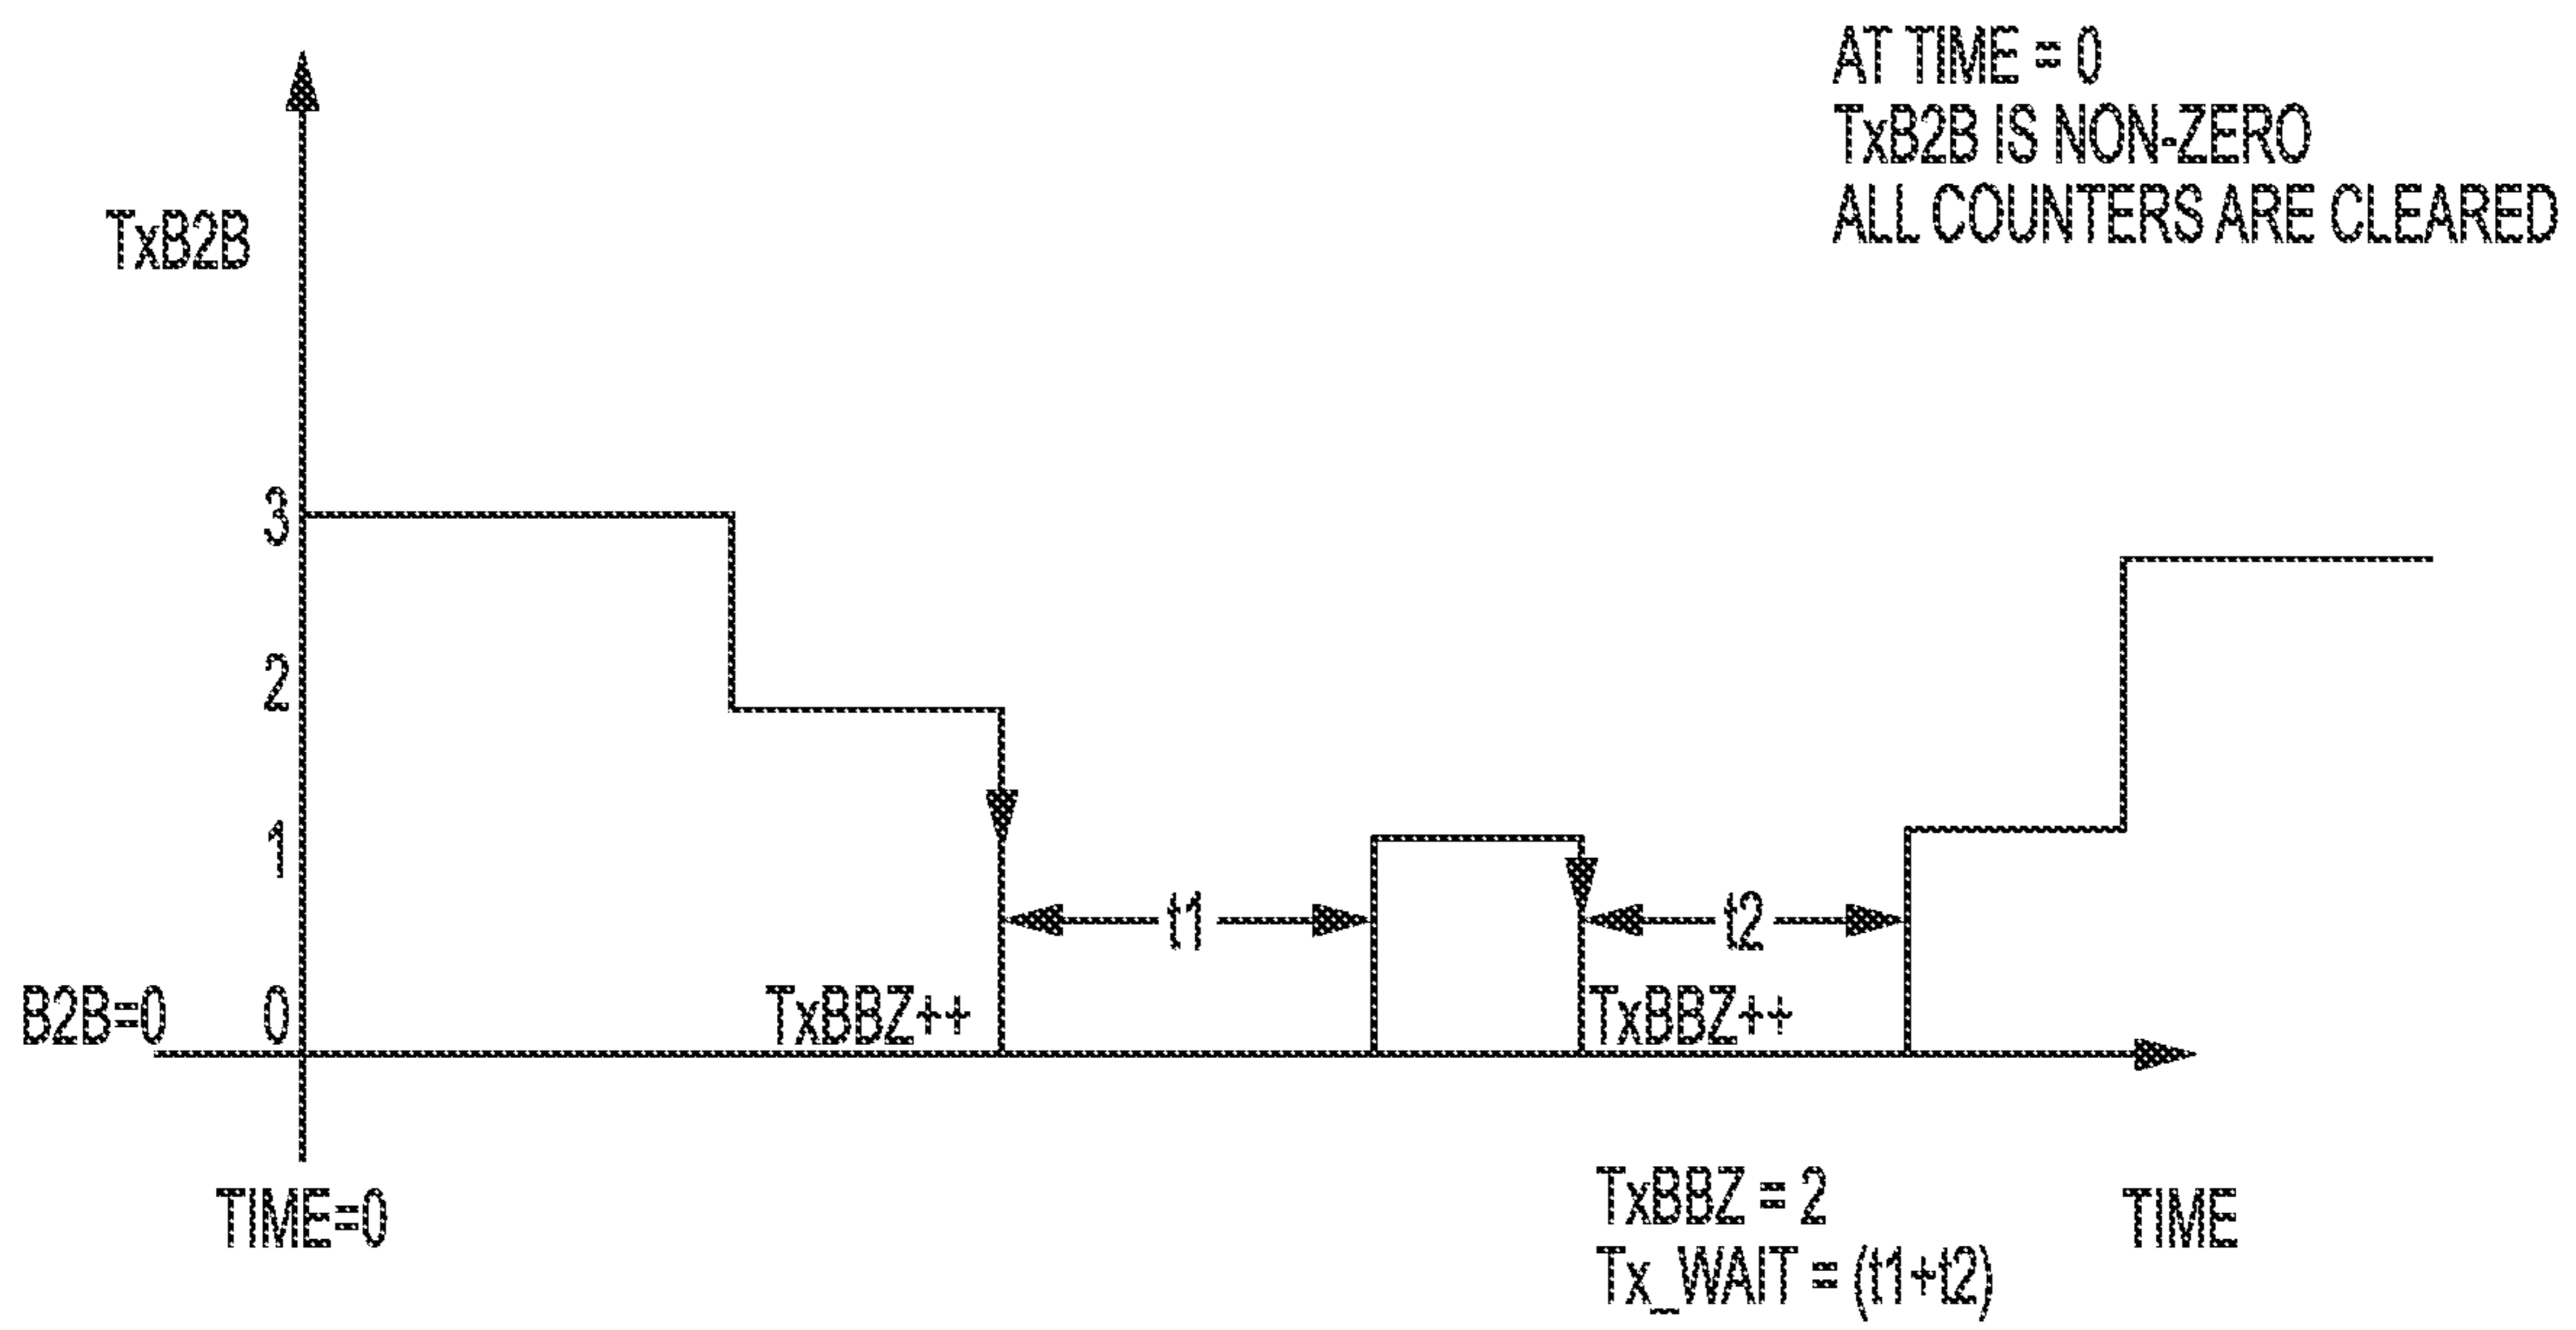 AT TIME = 0
TxB2B IS NON-ZERO
ALL COUNTERS ARE CLEARED
TxB2B
3
2
1
t1
t2
B2B=0
0
TxBBZ++
TxBBZ++
TIME=0
TxBBZ = 2
Tx_WAIT = (t1+t2)
TIME